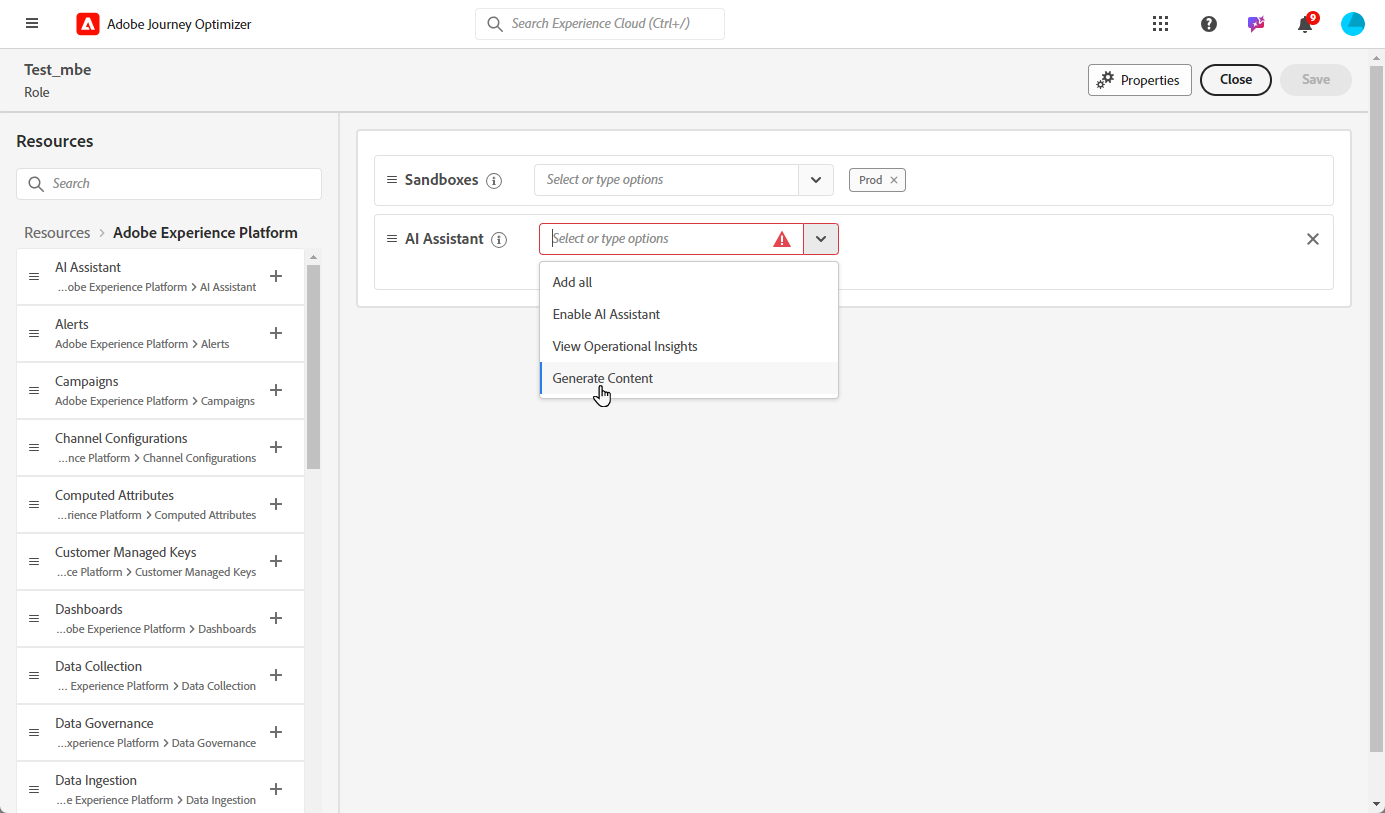 Adobe Journey Optimizer
Search Experience Cloud (Ctrl+/)
9
Test_mbe
Role
Properties
Close
Save
Resources
Search
Resources > Adobe Experience Platform
AI Assistant
...obe Experience Platform > AI Assistant
Alerts
Adobe Experience Platform > Alerts
Campaigns
Adobe Experience Platform > Campaigns
Channel Configurations
...nce Platform > Channel Configurations
Computed Attributes
...rience Platform > Computed Attributes
Customer Managed Keys
...ce Platform > Customer Managed Keys
Dashboards
...obe Experience Platform > Dashboards
Data Collection
... Experience Platform > Data Collection
Data Governance
...xperience Platform > Data Governance
Data Ingestion
...e Experience Platform > Data Ingestion
Sandboxes
Select or type options
Prod
AI Assistant
Select or type options
Add all
Enable AI Assistant
View Operational Insights
Generate Content